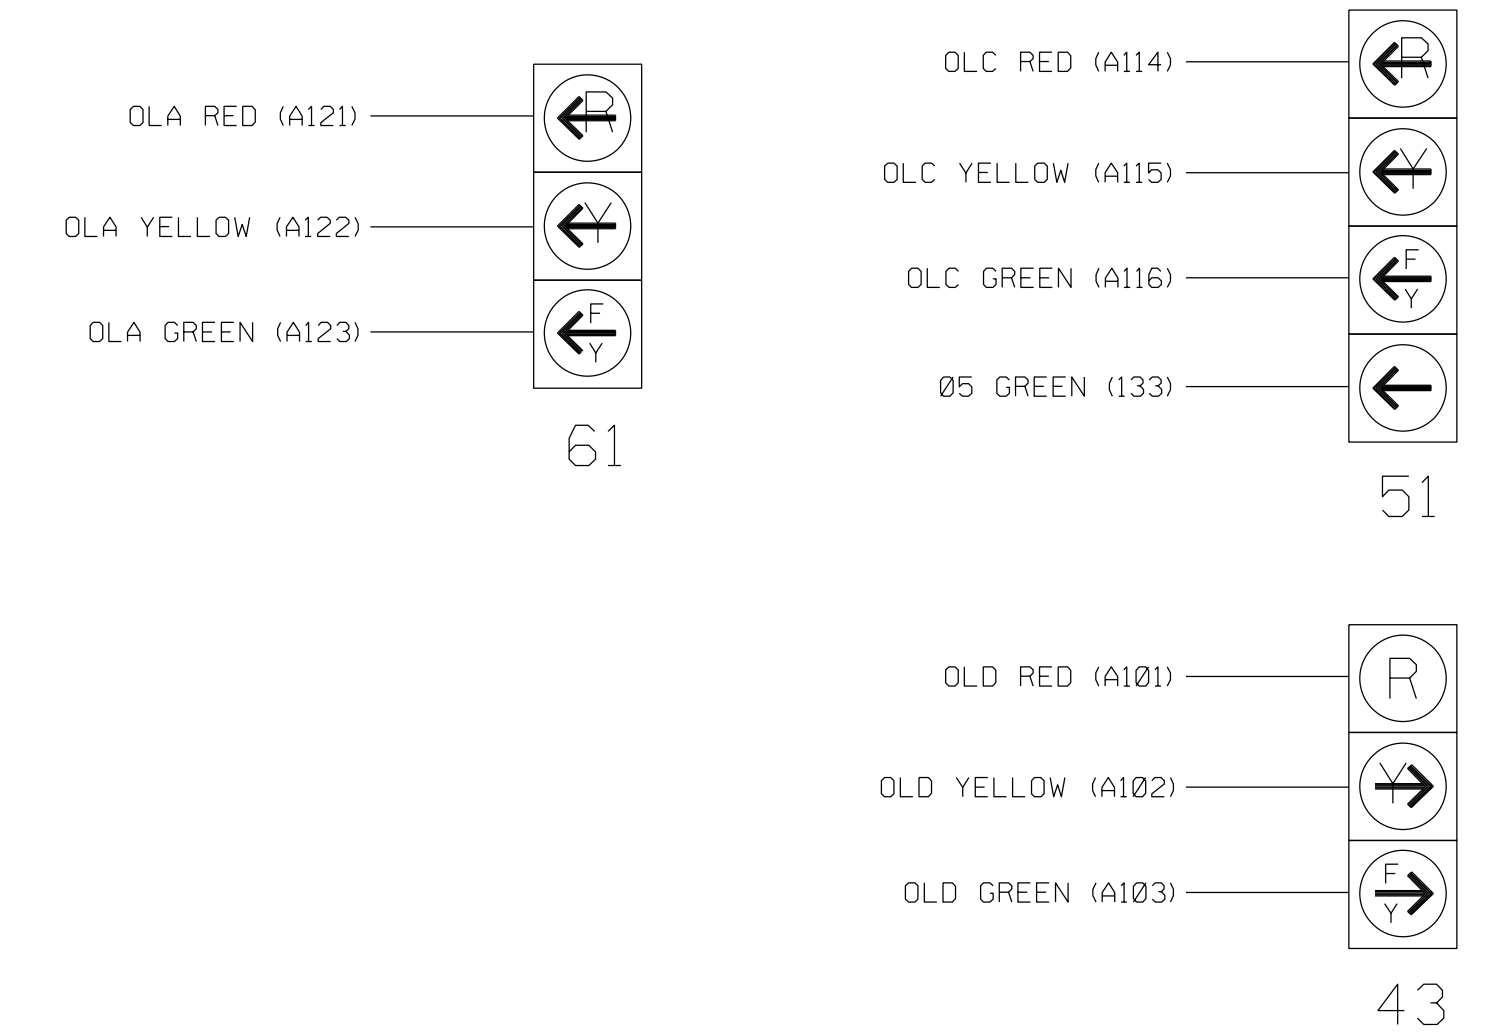 OLA RED (A121)
R
OLA YELLOW (A122)
Y
OLA GREEN (A123)
F
Y
61
OLC RED (A114)
R
OLC YELLOW (A115)
Y
OLC GREEN (A116)
F
Y
Ø5 GREEN (133)
51
OLD RED (A1Ø1)
R
OLD YELLOW (A1Ø2)
Y
OLD GREEN (A1Ø3)
F
Y
43